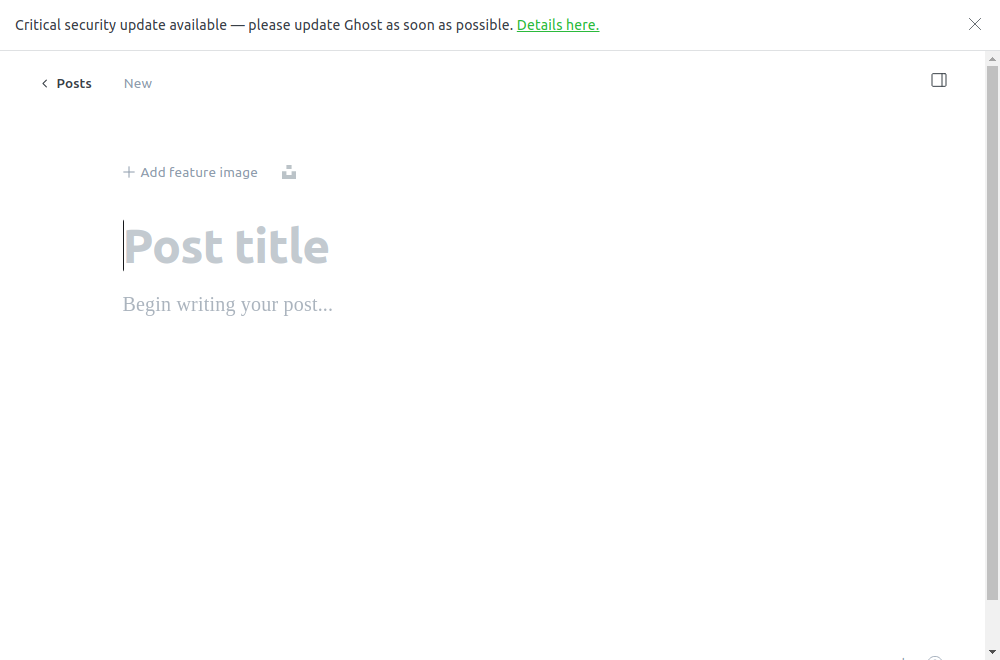 Critical security update available — please update Ghost as soon as possible. Details here.
Posts New
Add feature image
Post title
Begin writing your post...